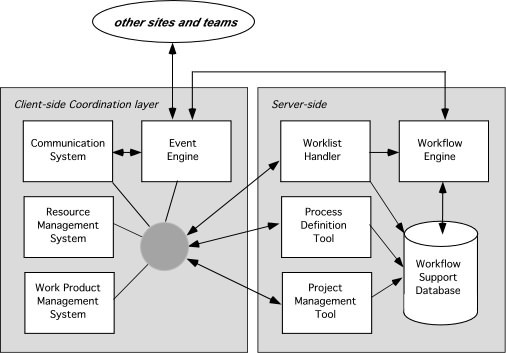 other sites and teams
Client-side Coordination layer
Server-side
Communication
System
Event
Engine
Worklist
Handler
Workflow
Engine
Resource
Management
System
Process
Definition
Tool
Work Product
Management
System
Project
Management
Tool
Workflow
Support
Database